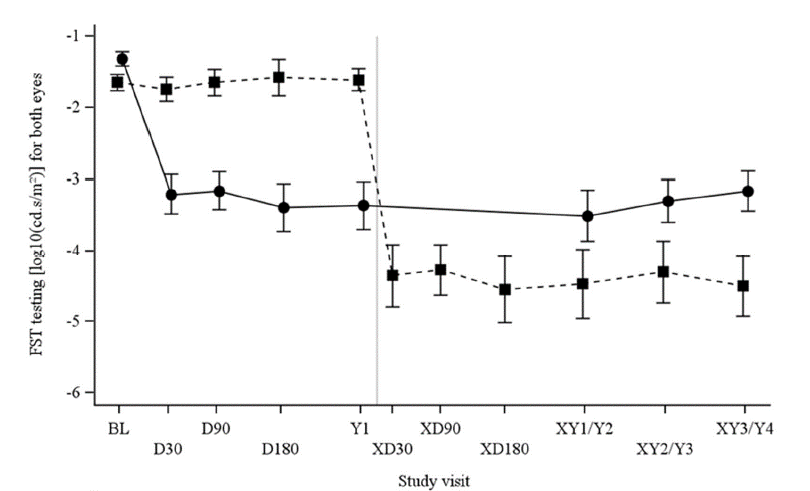 FST testing [log10(cd.s/m²)] for both eyes
-1
-2
-3
-4
-5
-6
BL
D30
D90
D180
Y1
XD30
XD90
XD180
XY1/Y2
XY2/Y3
XY3/Y4
Study visit